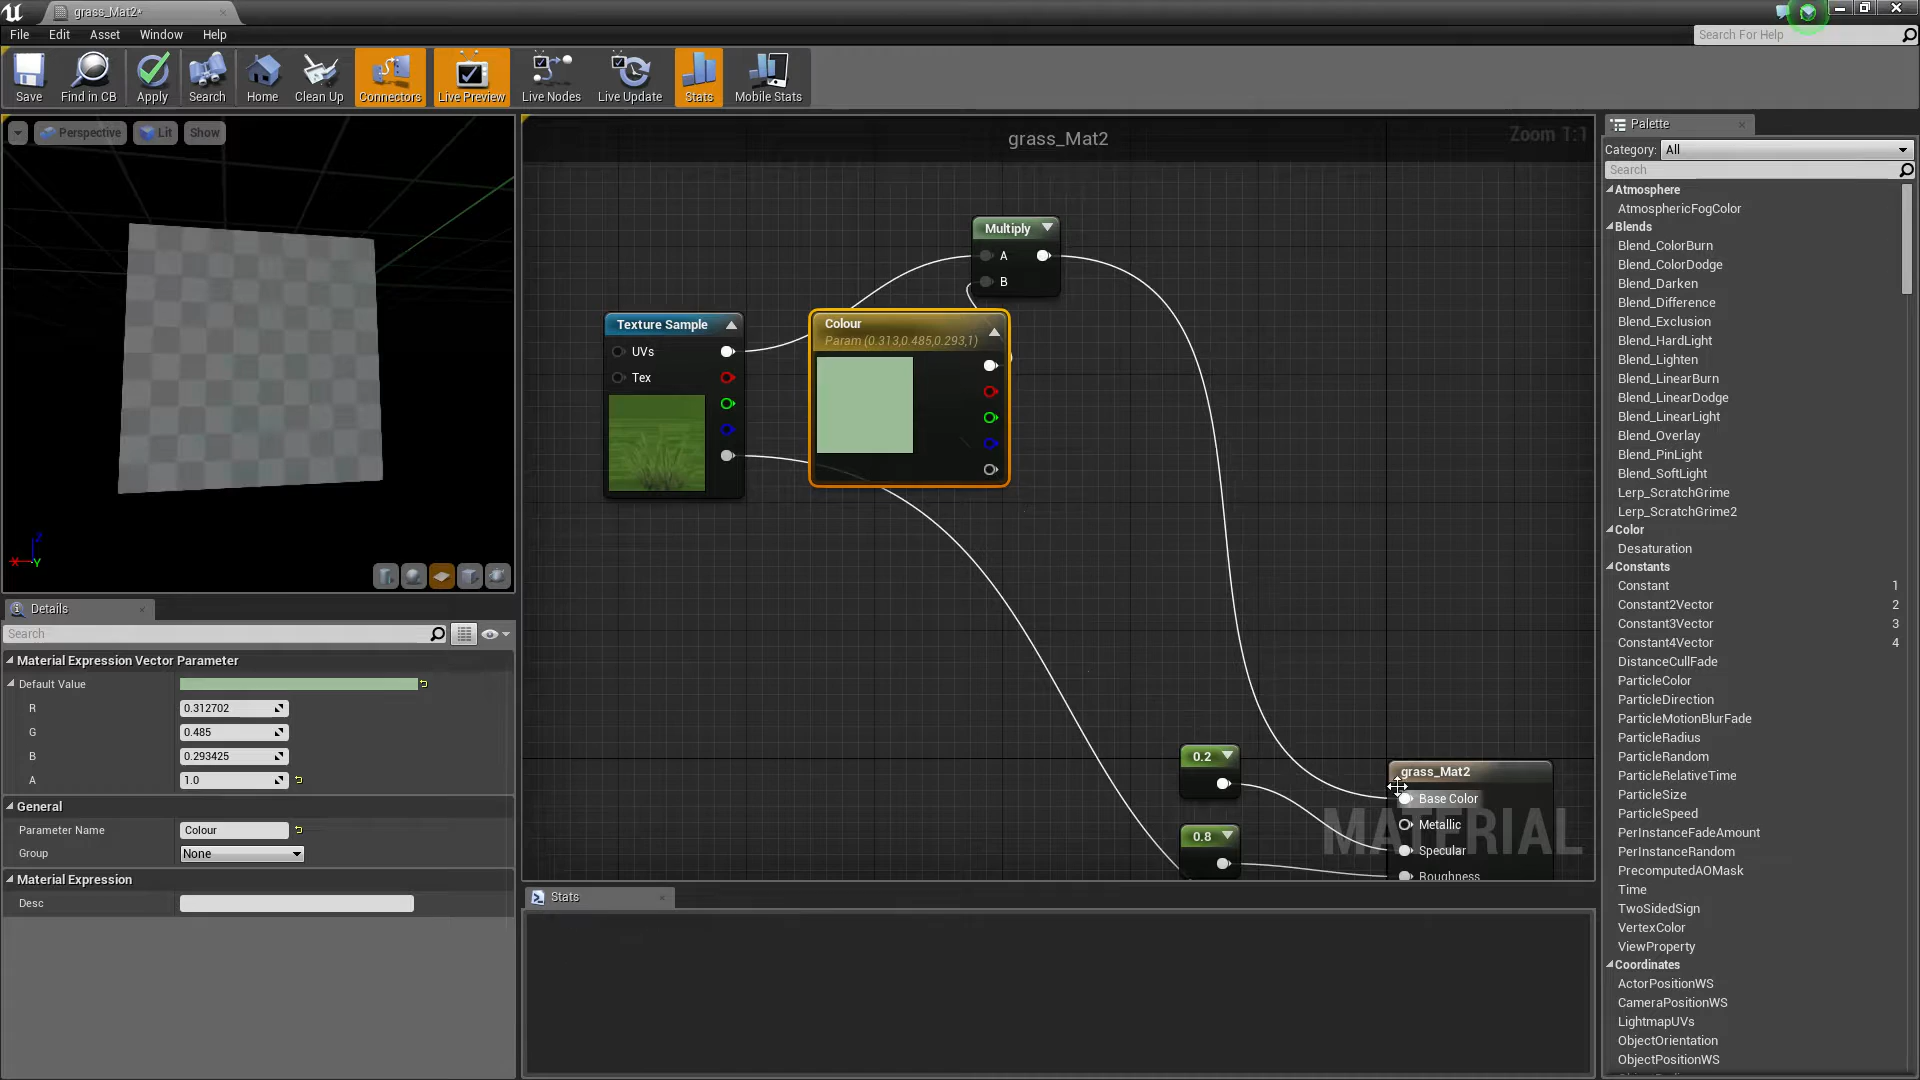 grass_Mat2*
File Edit Asset Window Help
Search For Help
Save Find in CB Apply Search Home Clean Up Connectors Live Preview Live Nodes Live Update Stats Mobile Stats
Perspective Lit Show
grass_Mat2
Zoom 1:1
Multiply
A
B
Texture Sample
UVs
Tex
Colour
Param (0.313,0.485,0.293,1)
0.2
0.8
grass_Mat2
Base Color
Metallic
Specular
Roughness
MATERIAL
Z
X
Y
Details
Search
Material Expression Vector Parameter
Default Value
R 0.312702
G 0.485
B 0.293425
A 1.0
General
Parameter Name Colour
Group None
Material Expression
Desc
Stats
Palette
Category: All
Search
Atmosphere
AtmosphericFogColor
Blends
Blend_ColorBurn
Blend_ColorDodge
Blend_Darken
Blend_Difference
Blend_Exclusion
Blend_HardLight
Blend_Lighten
Blend_LinearBurn
Blend_LinearDodge
Blend_LinearLight
Blend_Overlay
Blend_PinLight
Blend_SoftLight
Lerp_ScratchGrime
Lerp_ScratchGrime2
Color
Desaturation
Constants
Constant 1
Constant2Vector 2
Constant3Vector 3
Constant4Vector 4
DistanceCullFade
ParticleColor
ParticleDirection
ParticleMotionBlurFade
ParticleRadius
ParticleRandom
ParticleRelativeTime
ParticleSize
ParticleSpeed
PerInstanceFadeAmount
PerInstanceRandom
PrecomputedAOMask
Time
TwoSidedSign
VertexColor
ViewProperty
Coordinates
ActorPositionWS
CameraPositionWS
LightmapUVs
ObjectOrientation
ObjectPositionWS